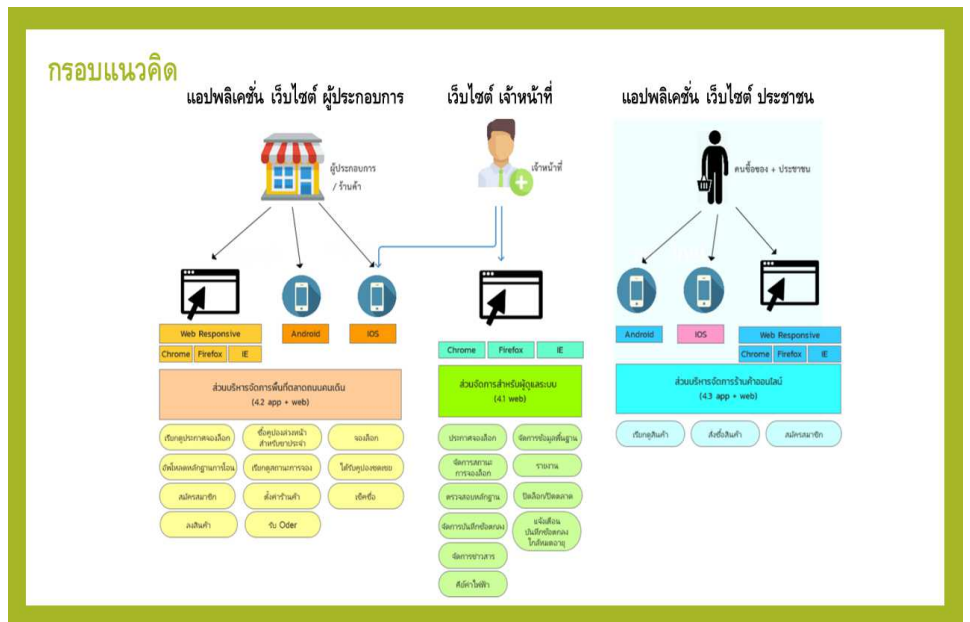 กรอบแนวคิด
แอปพลิเคชั่น เว็บไซต์ ผู้ประกอบการ
เว็บไซต์ เจ้าหน้าที่
แอปพลิเคชั่น เว็บไซต์ ประชาชน
ผู้ประกอบการ
/ ร้านค้า
เจ้าหน้าที่
คนซื้อของ + ประชาชน
Web Responsive
Android
IOS
Chrome
Firefox
IE
ส่วนบริหารจัดการพื้นที่ตลาดถนนคนเดิน
(4.2 app + web)
เรียกดูประกาศจองล็อก
ซื้อคูปองล่วงหน้า
สำหรับขาประจำ
จองล็อก
อัพโหลดหลักฐานการโอน
เรียกดูสถานะการจอง
ได้รับคูปองชดเชย
สมัครสมาชิก
ตั้งค่าร้านค้า
เช็คชื่อ
ลงสินค้า
รับ Oder
Chrome
Firefox
IE
ส่วนจัดการสำหรับผู้ดูแลระบบ
(4.1 web)
ประกาศจองล็อก
จัดการข้อมูลพื้นฐาน
จัดการสถานะ
การจองล็อก
รายงาน
ตรวจสอบหลักฐาน
ปิดล็อก/ปิดตลาด
จัดการบันทึกข้อตกลง
แจ้งเตือน
บันทึกข้อตกลง
ใกล้หมดอายุ
จัดการข่าวสาร
คีย์ค่าไฟฟ้า
Android
IOS
Web Responsive
Chrome
Firefox
IE
ส่วนบริหารจัดการร้านค้าออนไลน์
(4.3 app + web)
เรียกดูสินค้า
สั่งซื้อสินค้า
สมัครสมาชิก